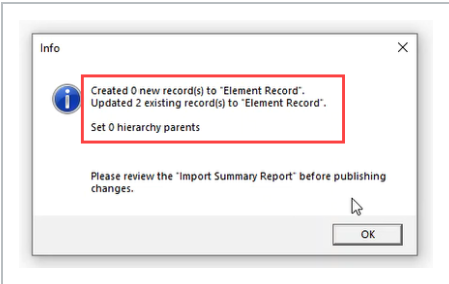 Info
Created 0 new record(s) to "Element Record".
Updated 2 existing record(s) to "Element Record".
Set 0 hierarchy parents
Please review the "Import Summary Report" before publishing
changes.
OK